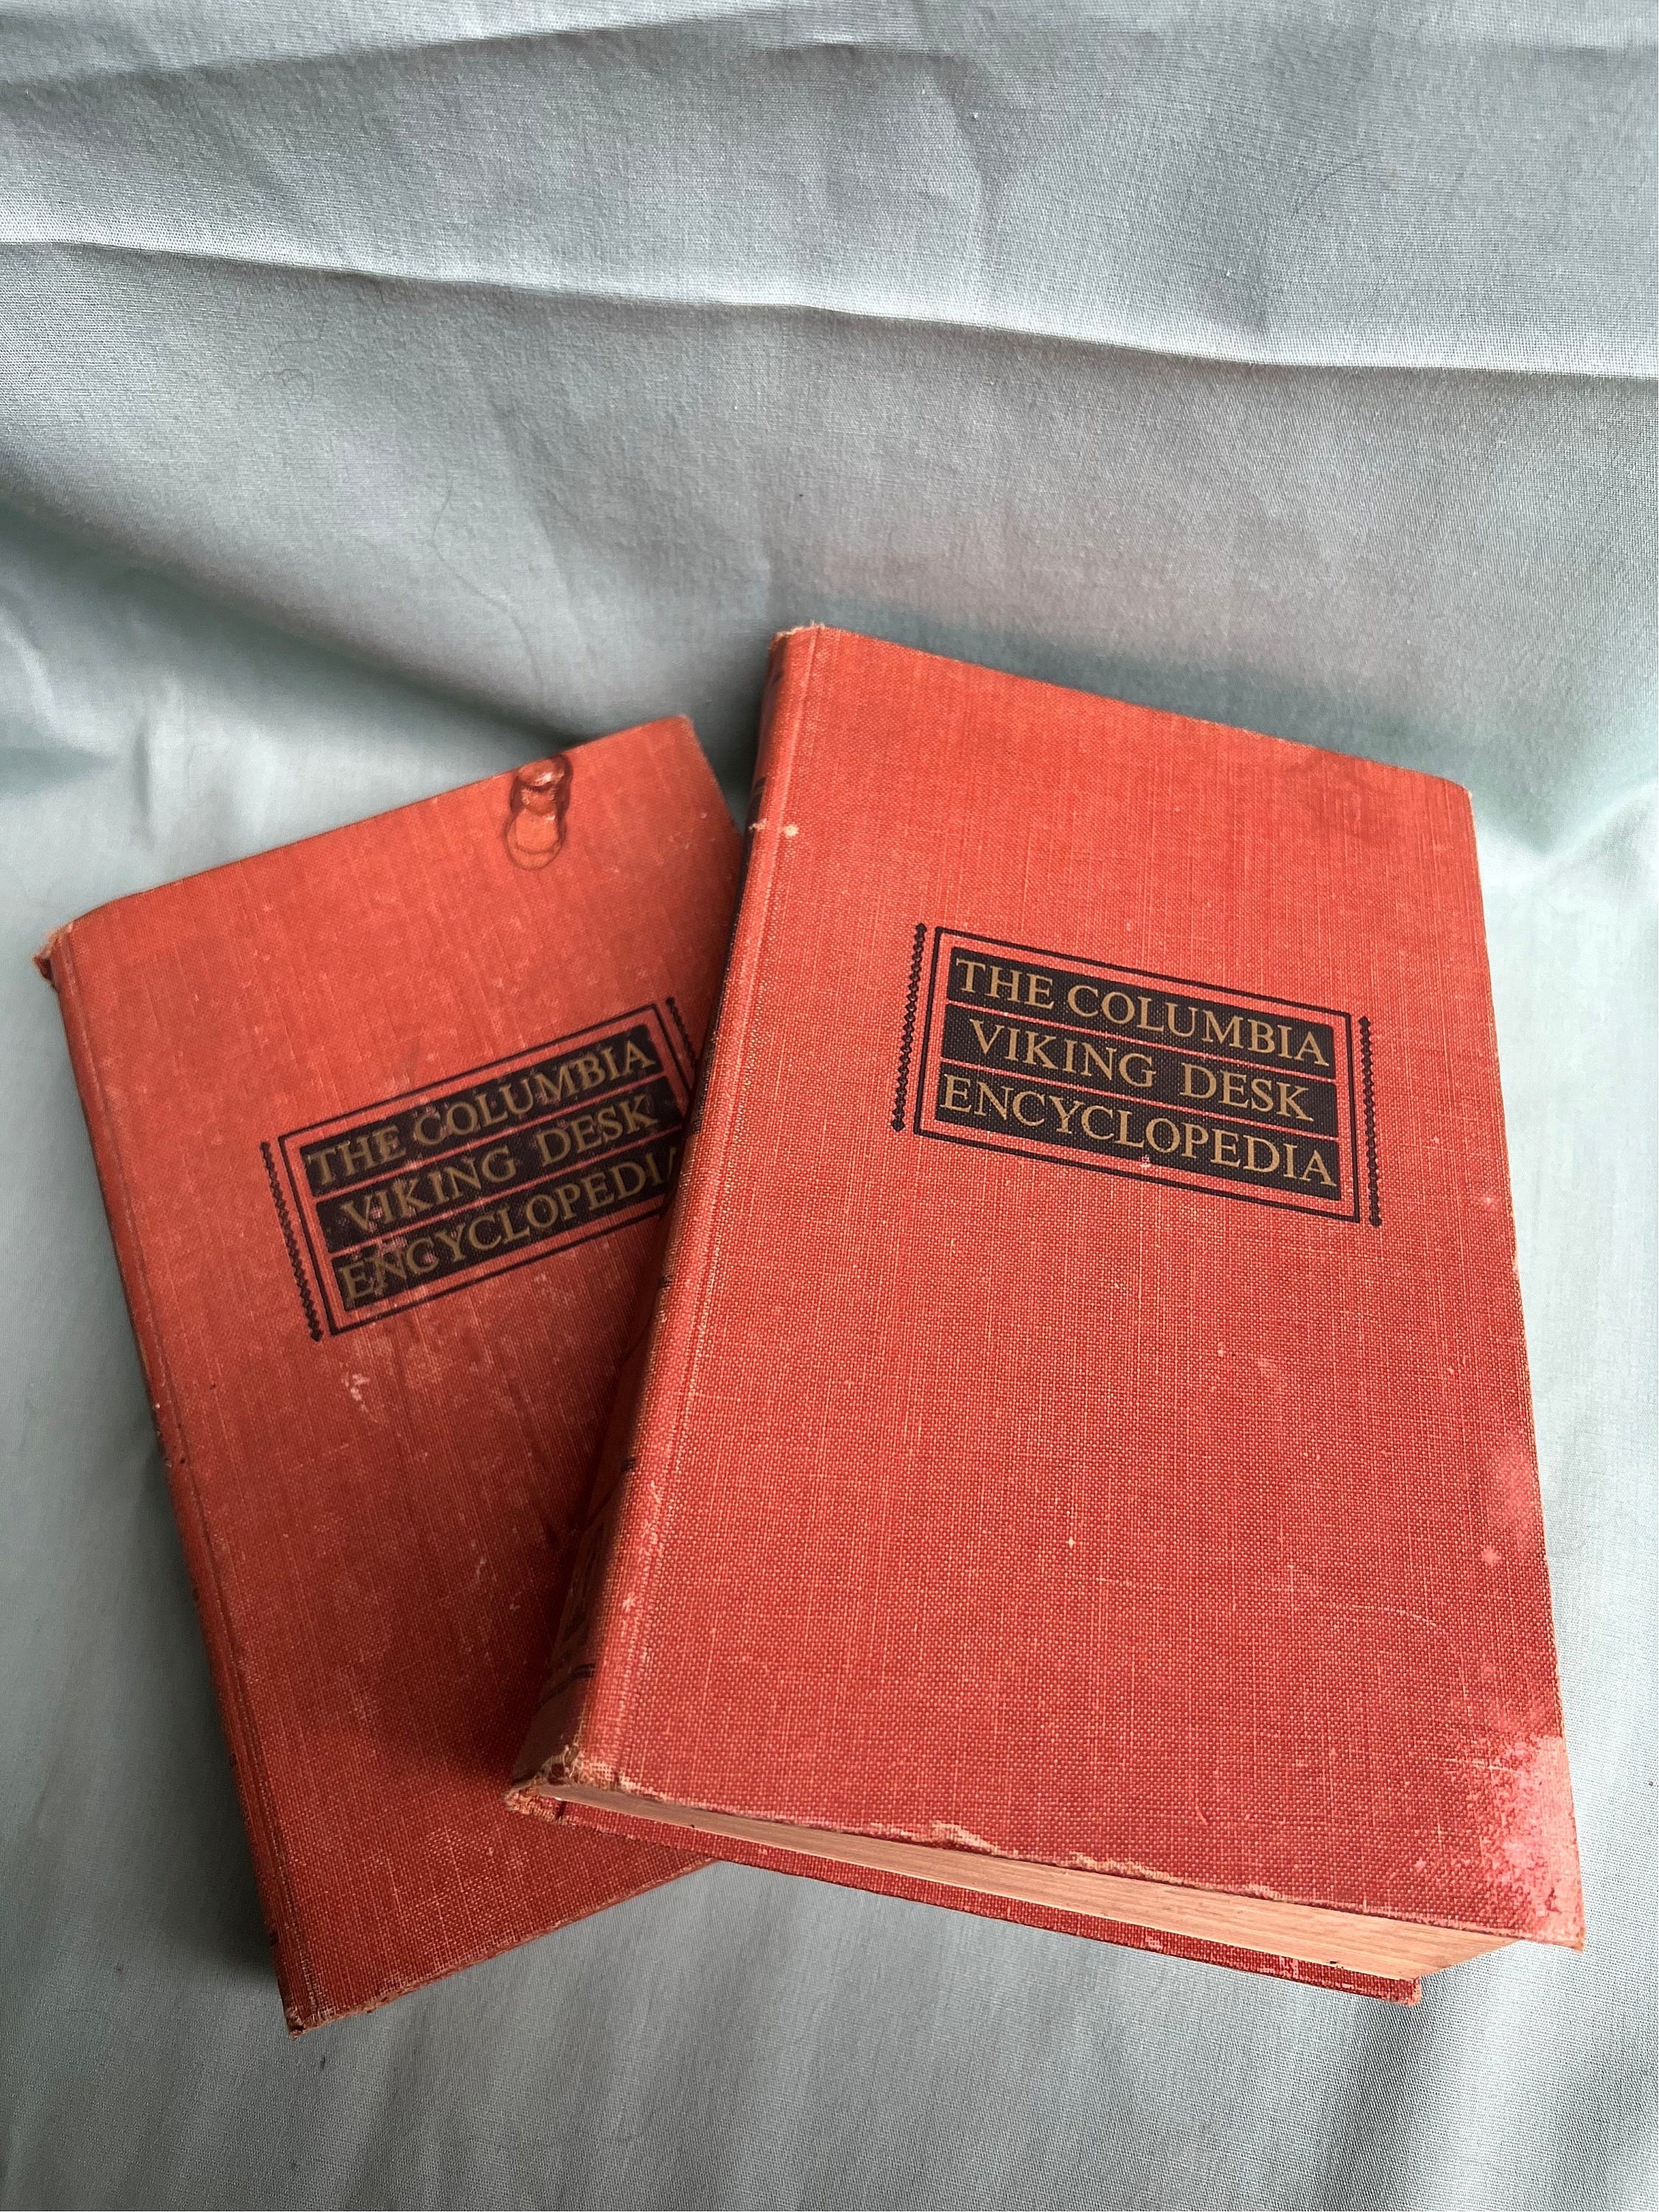 THE COLUMBIA
VIKING DESK
ENCYCLOPEDIA
THE COLUMBIA
VIKING DESK
ENCYCLOPEDIA